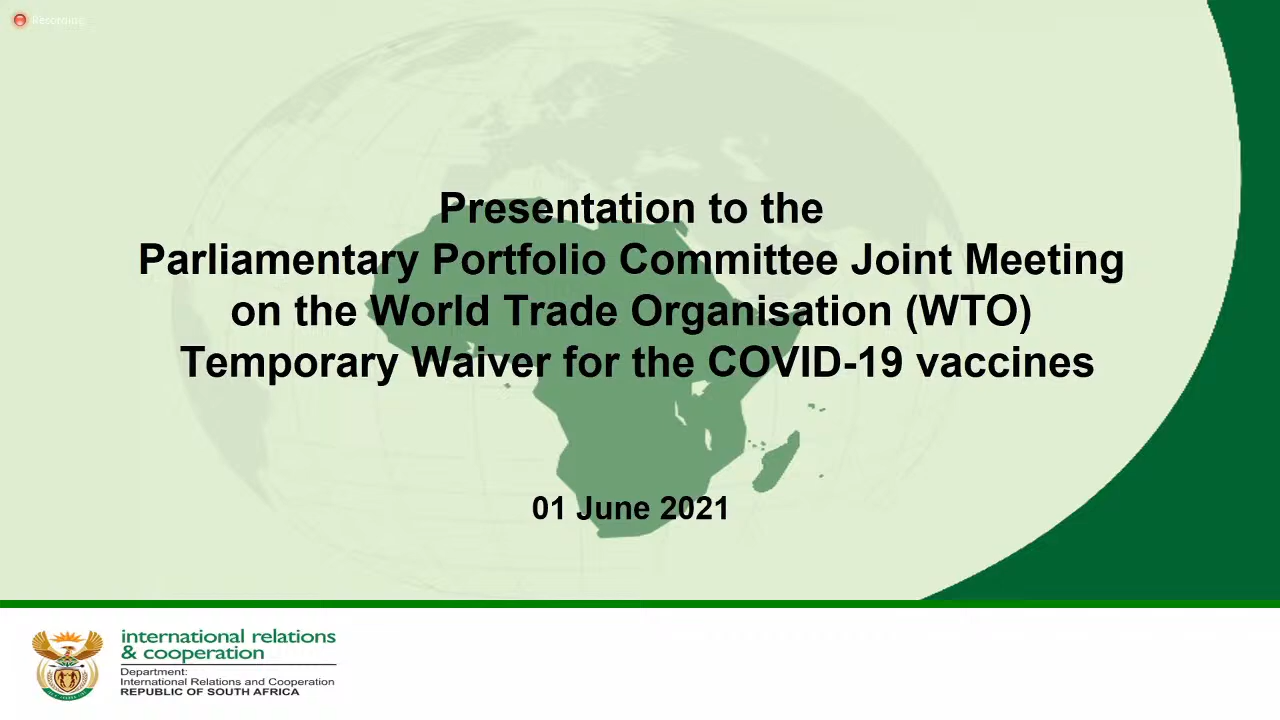 Recording
Presentation to the
Parliamentary Portfolio Committee Joint Meeting
on the World Trade Organisation (WTO)
Temporary Waiver for the COVID-19 vaccines
01 June 2021
international relations
& cooperation
Department:
International Relations and Cooperation
REPUBLIC OF SOUTH AFRICA